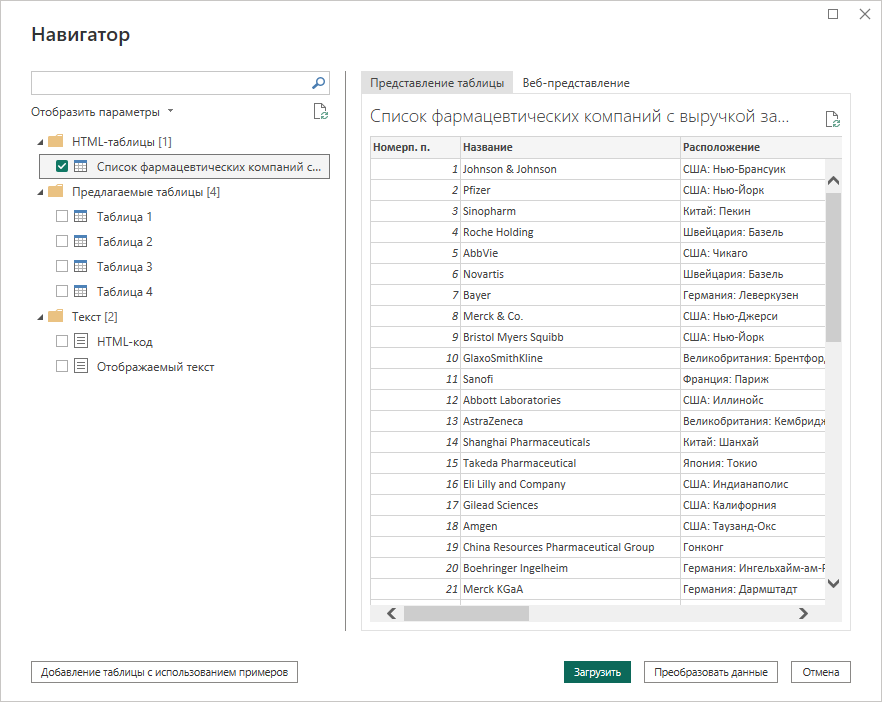 Навигатор
Отобразить параметры
HTML-таблицы [1]
Список фармацевтических компаний с...
Предлагаемые таблицы [4]
Таблица 1
Таблица 2
Таблица 3
Таблица 4
Текст [2]
HTML-код
Отображаемый текст
Представление таблицы Веб-представление
Список фармацевтических компаний с выручкой за...
Номерп. п. Название Расположение
1 Johnson & Johnson США: Нью-Брансуик
2 Pfizer США: Нью-Йорк
3 Sinopharm Китай: Пекин
4 Roche Holding Швейцария: Базель
5 AbbVie США: Чикаго
6 Novartis Швейцария: Базель
7 Bayer Германия: Леверкузен
8 Merck & Co. США: Нью-Джерси
9 Bristol Myers Squibb США: Нью-Йорк
10 GlaxoSmithKline Великобритания: Брентфорд
11 Sanofi Франция: Париж
12 Abbott Laboratories США: Иллинойс
13 AstraZeneca Великобритания: Кембридж
14 Shanghai Pharmaceuticals Китай: Шанхай
15 Takeda Pharmaceutical Япония: Токио
16 Eli Lilly and Company США: Индианаполис
17 Gilead Sciences США: Калифорния
18 Amgen США: Таузанд-Окс
19 China Resources Pharmaceutical Group Гонконг
20 Boehringer Ingelheim Германия: Ингельхайм-ам-Р
21 Merck KGaA Германия: Дармштадт
Добавление таблицы с использованием примеров
Загрузить Преобразовать данные Отмена